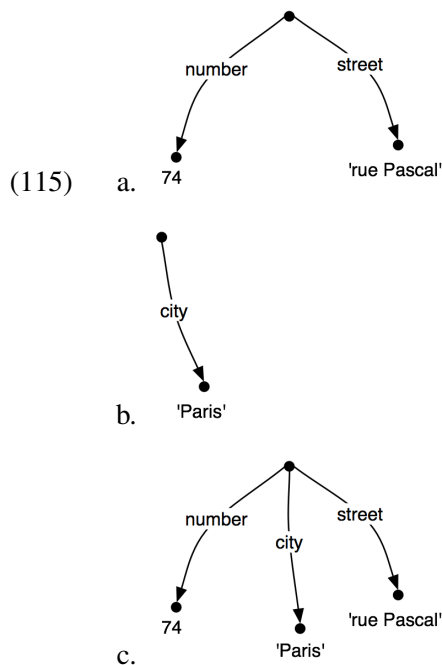 number street
(115) a. 74 'rue Pascal'
city
b. 'Paris'
number city street
74 'rue Pascal'
c. 'Paris'